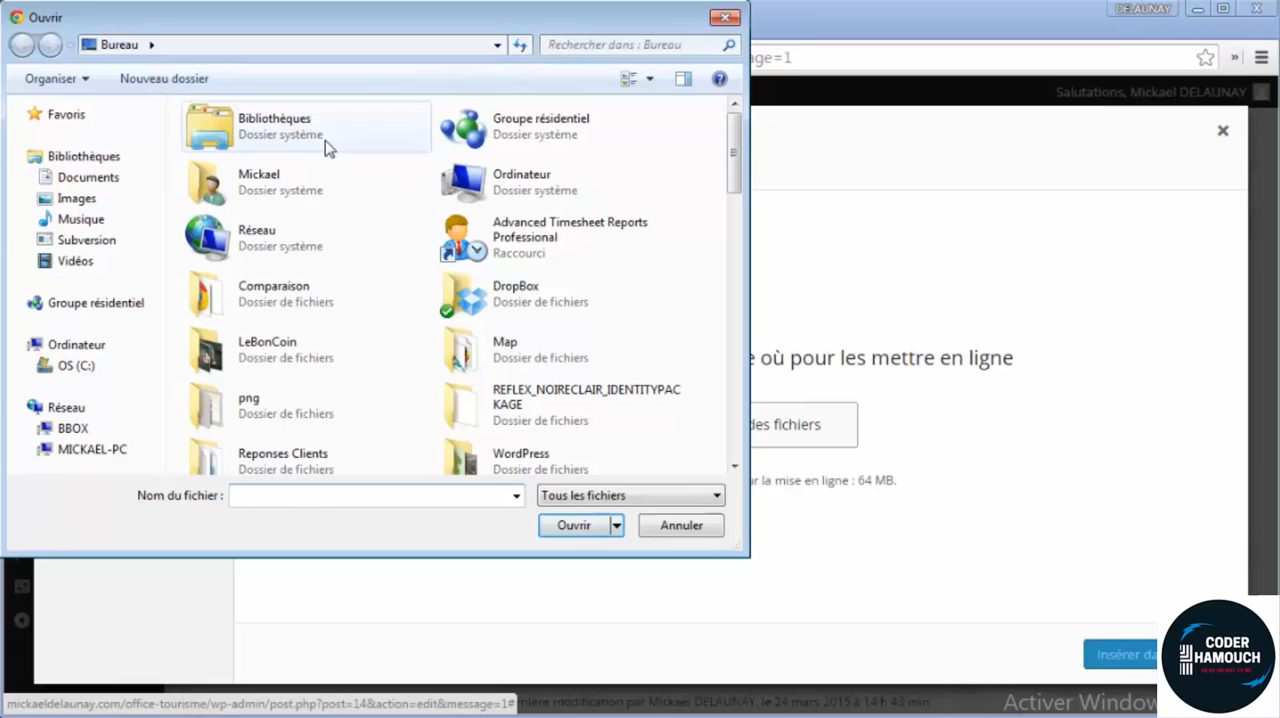 Ouvrir
DELAUNAY
Bureau
Rechercher dans : Bureau
age=1
Organiser
Nouveau dossier
Salutations, Mickael DELAUNAY
Favoris
Bibliothèques
Documents
Images
Musique
Subversion
Vidéos
Groupe résidentiel
Ordinateur
OS (C:)
Réseau
BBOX
MICKAEL-PC
Bibliothèques
Dossier système
Groupe résidentiel
Dossier système
Mickael
Dossier système
Ordinateur
Dossier système
Réseau
Dossier système
Advanced Timesheet Reports
Professional
Raccourci
Comparaison
Dossier de fichiers
DropBox
Dossier de fichiers
LeBonCoin
Dossier de fichiers
Map
Dossier de fichiers
png
Dossier de fichiers
REFLEX_NOIRECLAIR_IDENTITYPAC
KAGE
Dossier de fichiers
Reponses Clients
Dossier de fichiers
WordPress
Dossier de fichiers
Nom du fichier :
Tous les fichiers
Ouvrir
Annuler
e où pour les mettre en ligne
des fichiers
ur la mise en ligne : 64 MB.
Insérer da
CODER
HAMOUCH
mickaeldelaunay.com/office-tourisme/wp-admin/post.php?post=14&action=edit&message=1#
mière modification par Mickael DELAUNAY, le 24 mars 2015 à 14 h 43 min
Activer Window